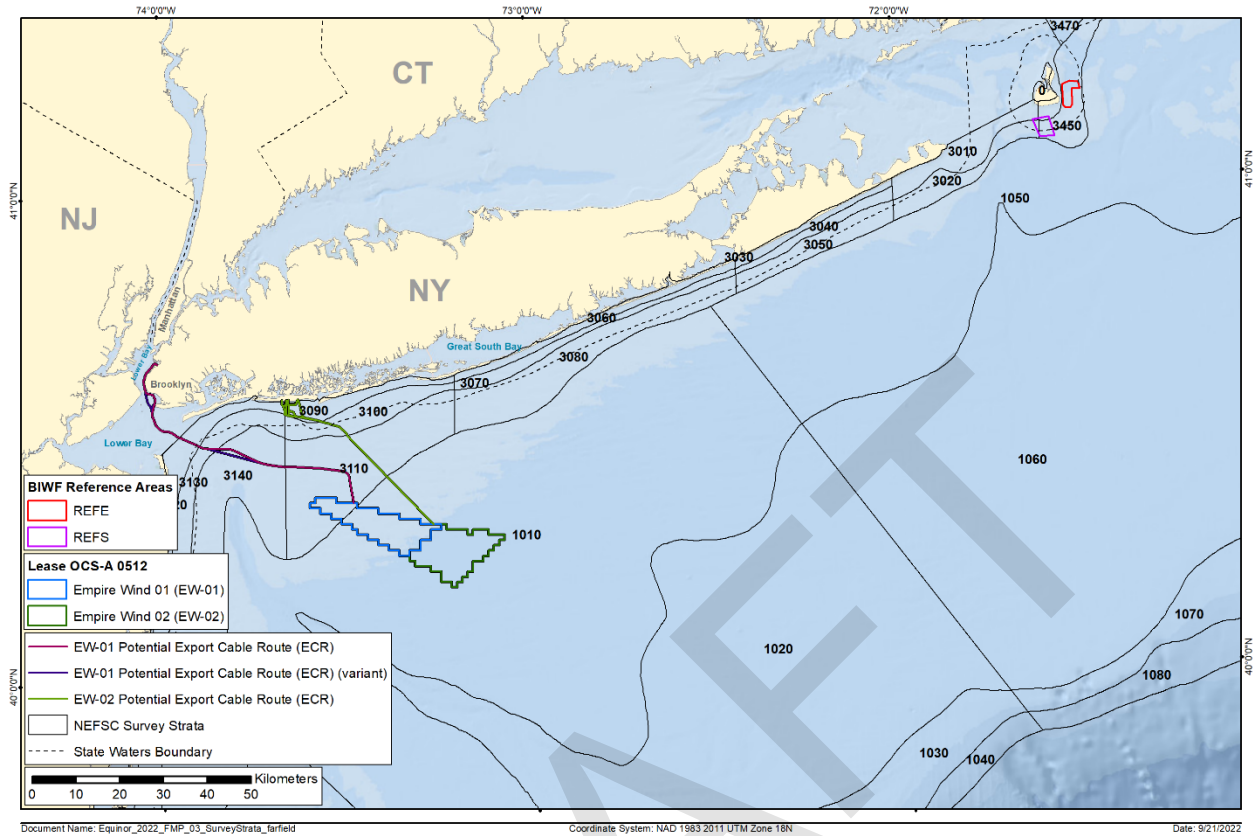 74°0'0"W
73°0'0"W
72°0'0"W
3470
CT
0
3450
3010
41°0'0"N
41°0'0"N
3020
1050
NJ
3040
3050
3030
NY
Manhattan
3060
Great South Bay
3080
Lower Bay
3070
Brooklyn
3090
3100
Lower Bay
1060
3110
3140
3130
20
BIWF Reference Areas
REFE
REFS
1010
Lease OCS-A 0512
Empire Wind 01 (EW-01)
Empire Wind 02 (EW-02)
1070
EW-01 Potential Export Cable Route (ECR)
1020
EW-01 Potential Export Cable Route (ECR) (variant)
1080
40°0'0"N
40°0'0"N
EW-02 Potential Export Cable Route (ECR)
NEFSC Survey Strata
State Waters Boundary
1030
1040
Kilometers
0 10 20 30 40 50
AFT
Document Name: Equinor_2022_FMP_03_SurveyStrata_farfield
Coordinate System: NAD 1983 2011 UTM Zone 18N
Date: 9/21/2022